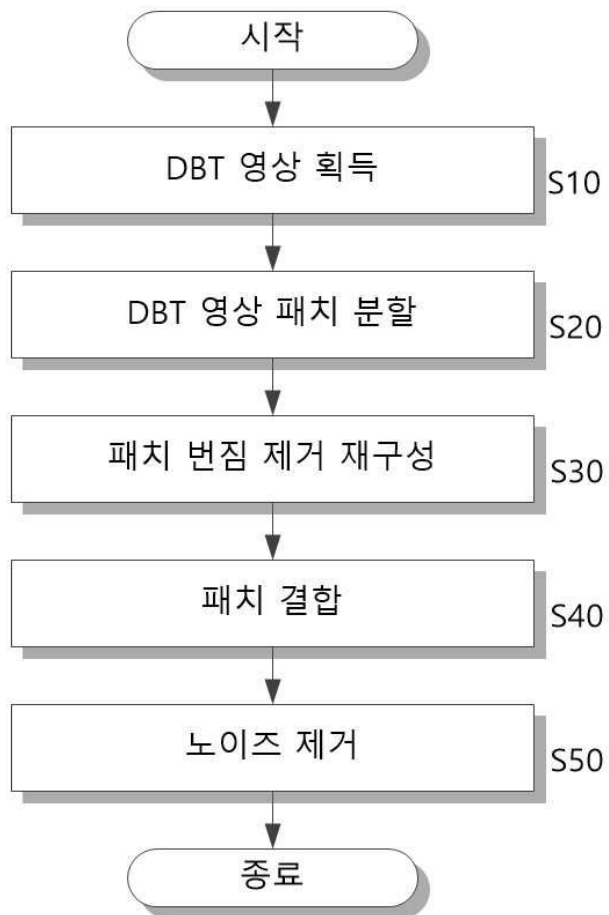 시작
DBT 영상 획득
S10
DBT 영상 패치 분할
S20
패치 번짐 제거 재구성
S30
패치 결합
S40
노이즈 제거
S50
종료